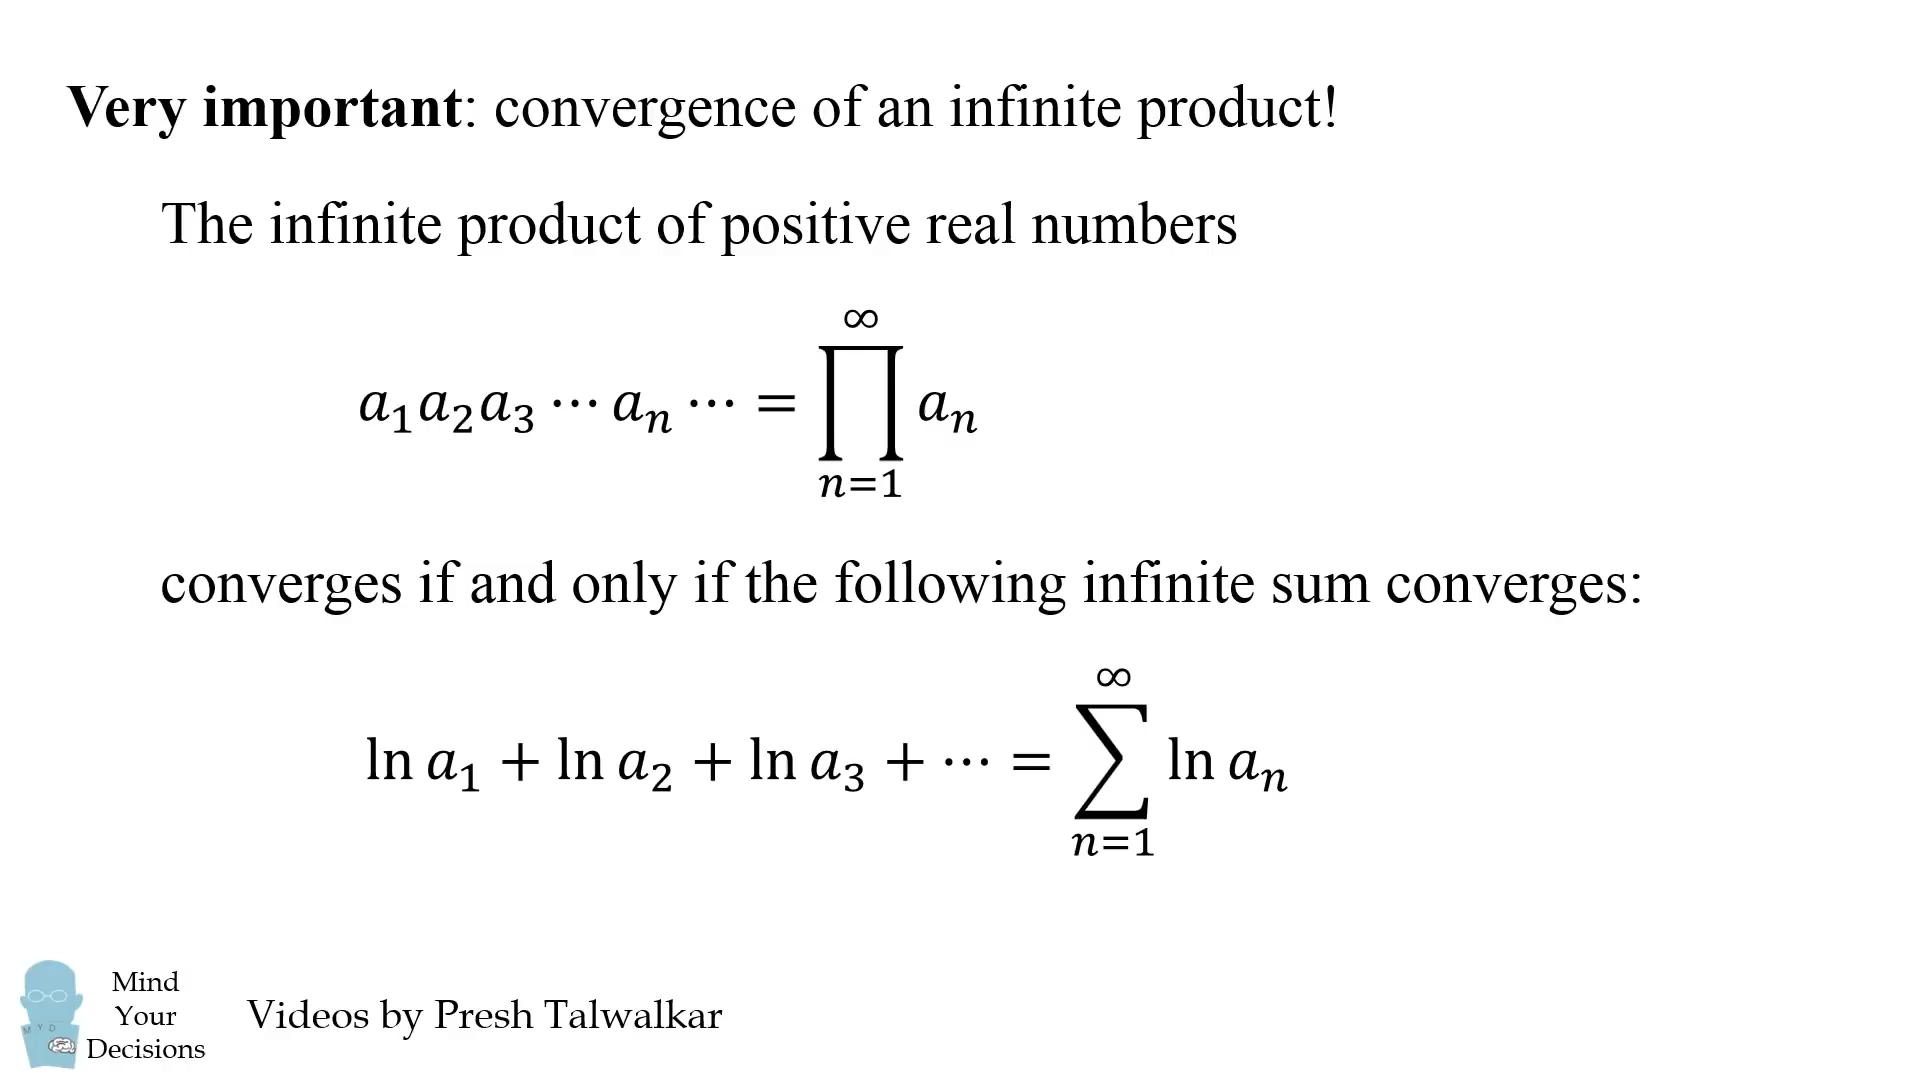 Very important: convergence of an infinite product!
The infinite product of positive real numbers
a₁a₂a₃ ⋯ aₙ ⋯ = ∏_{n=1}^{∞} aₙ
converges if and only if the following infinite sum converges:
ln a₁ + ln a₂ + ln a₃ + ⋯ = ∑_{n=1}^{∞} ln aₙ
M Y D
Mind
Your
Decisions
Videos by Presh Talwalkar